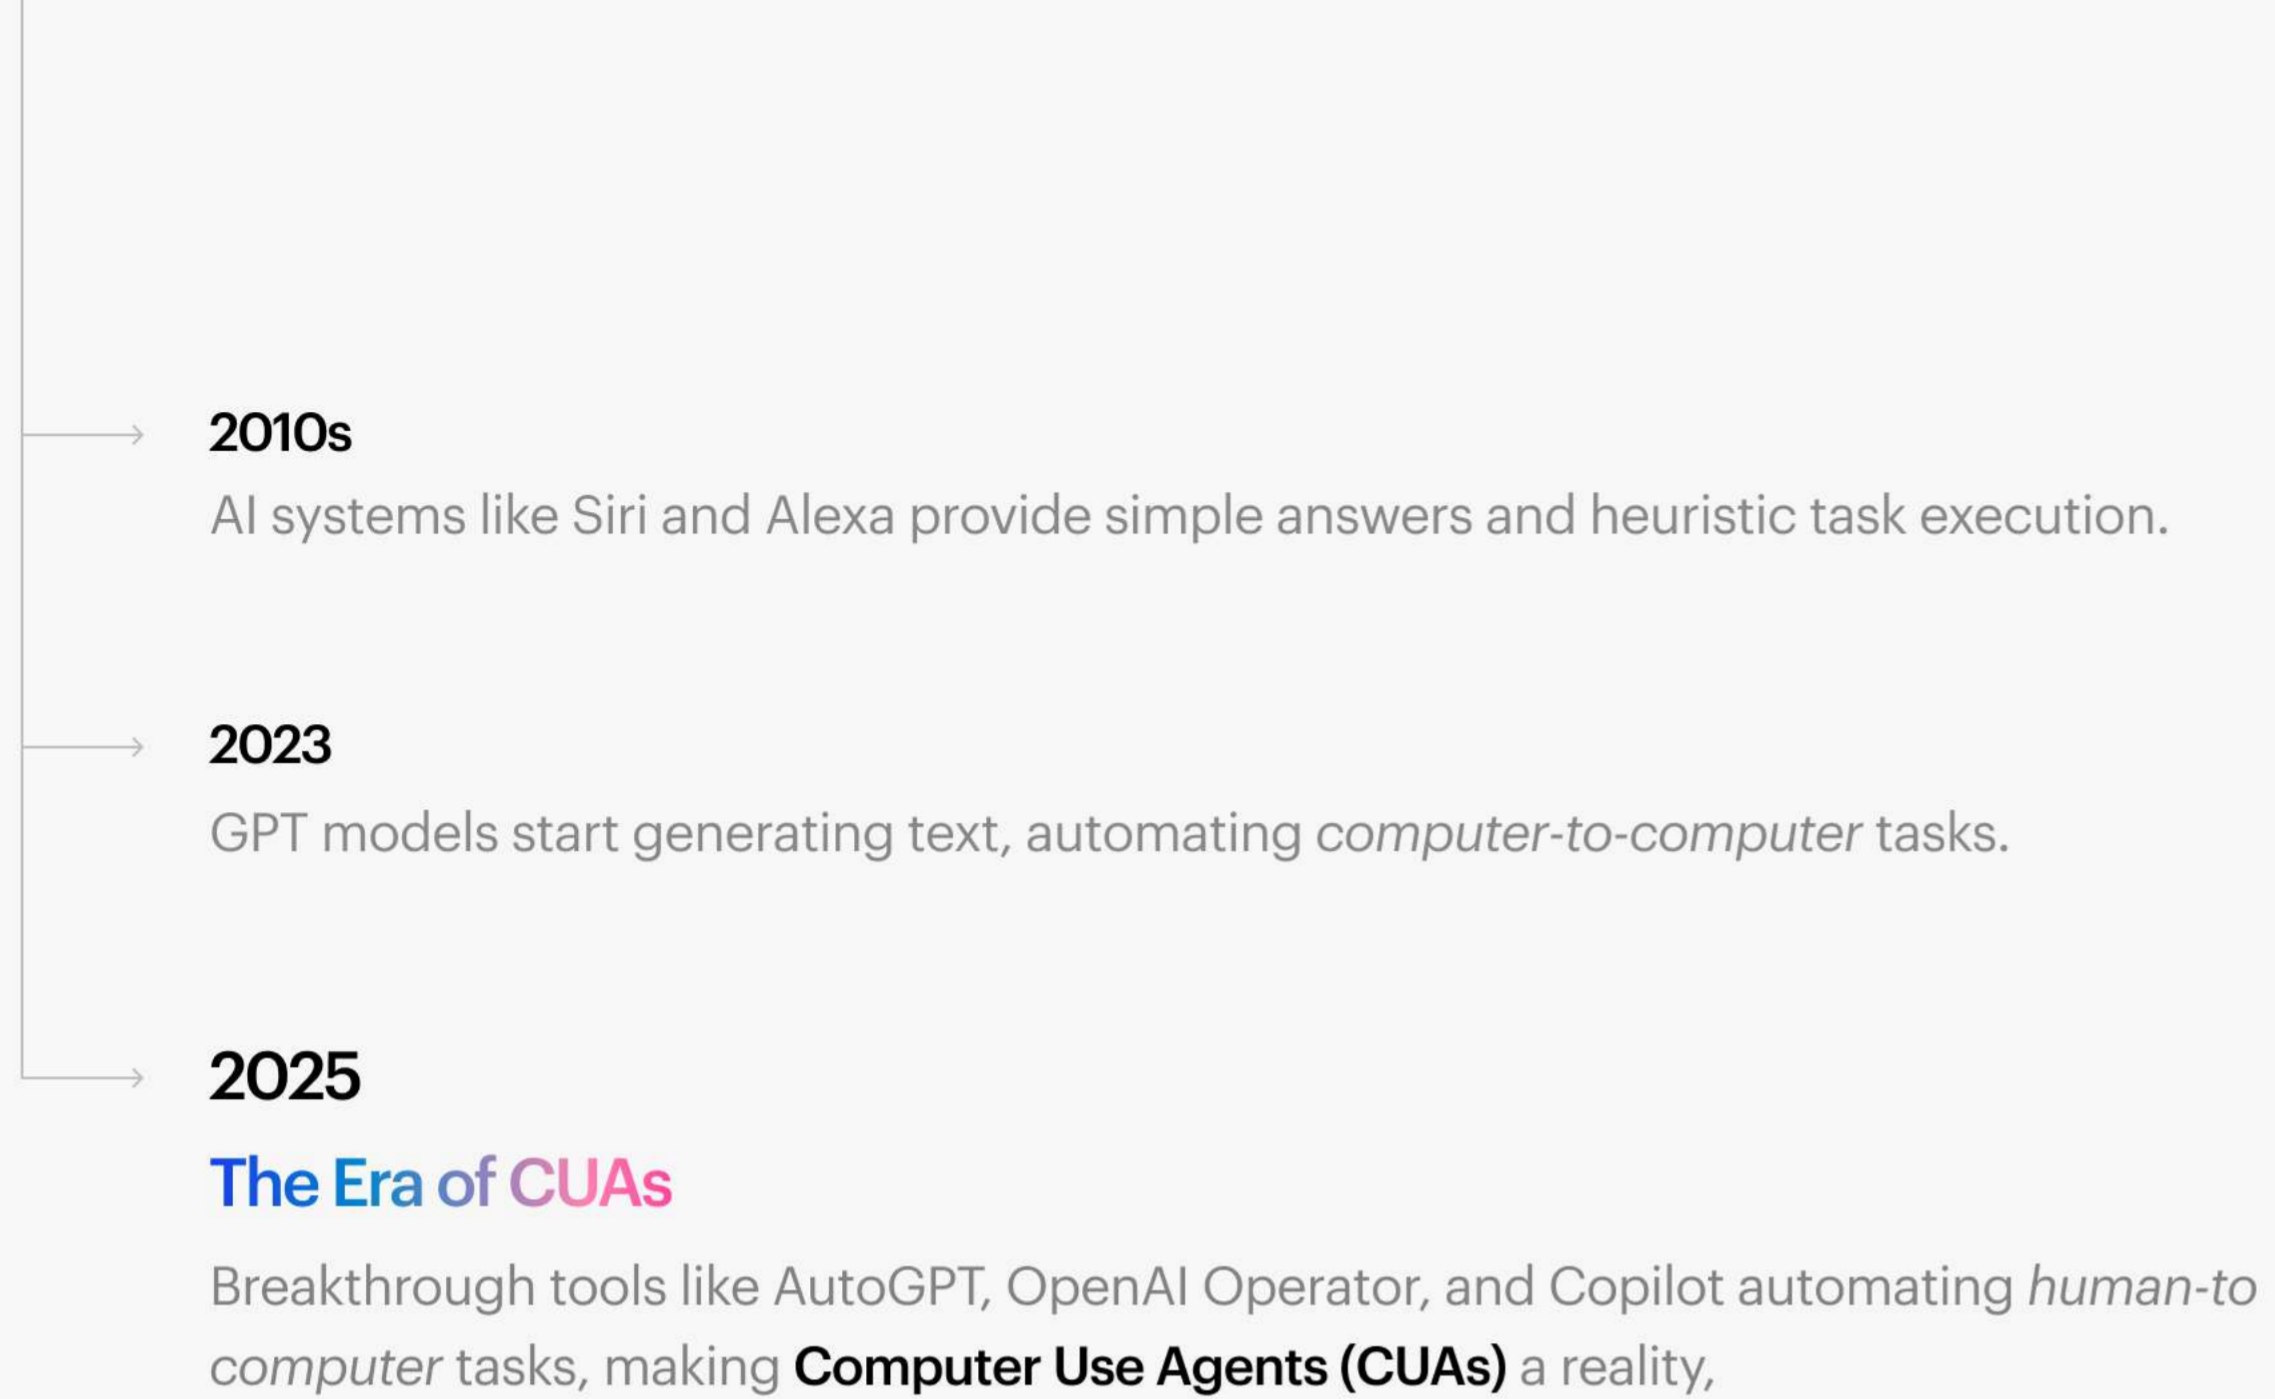 2010s
AI systems like Siri and Alexa provide simple answers and heuristic task execution.
2023
GPT models start generating text, automating computer-to-computer tasks.
2025
The Era of CUAs
Breakthrough tools like AutoGPT, OpenAI Operator, and Copilot automating human-to
computer tasks, making Computer Use Agents (CUAs) a reality,